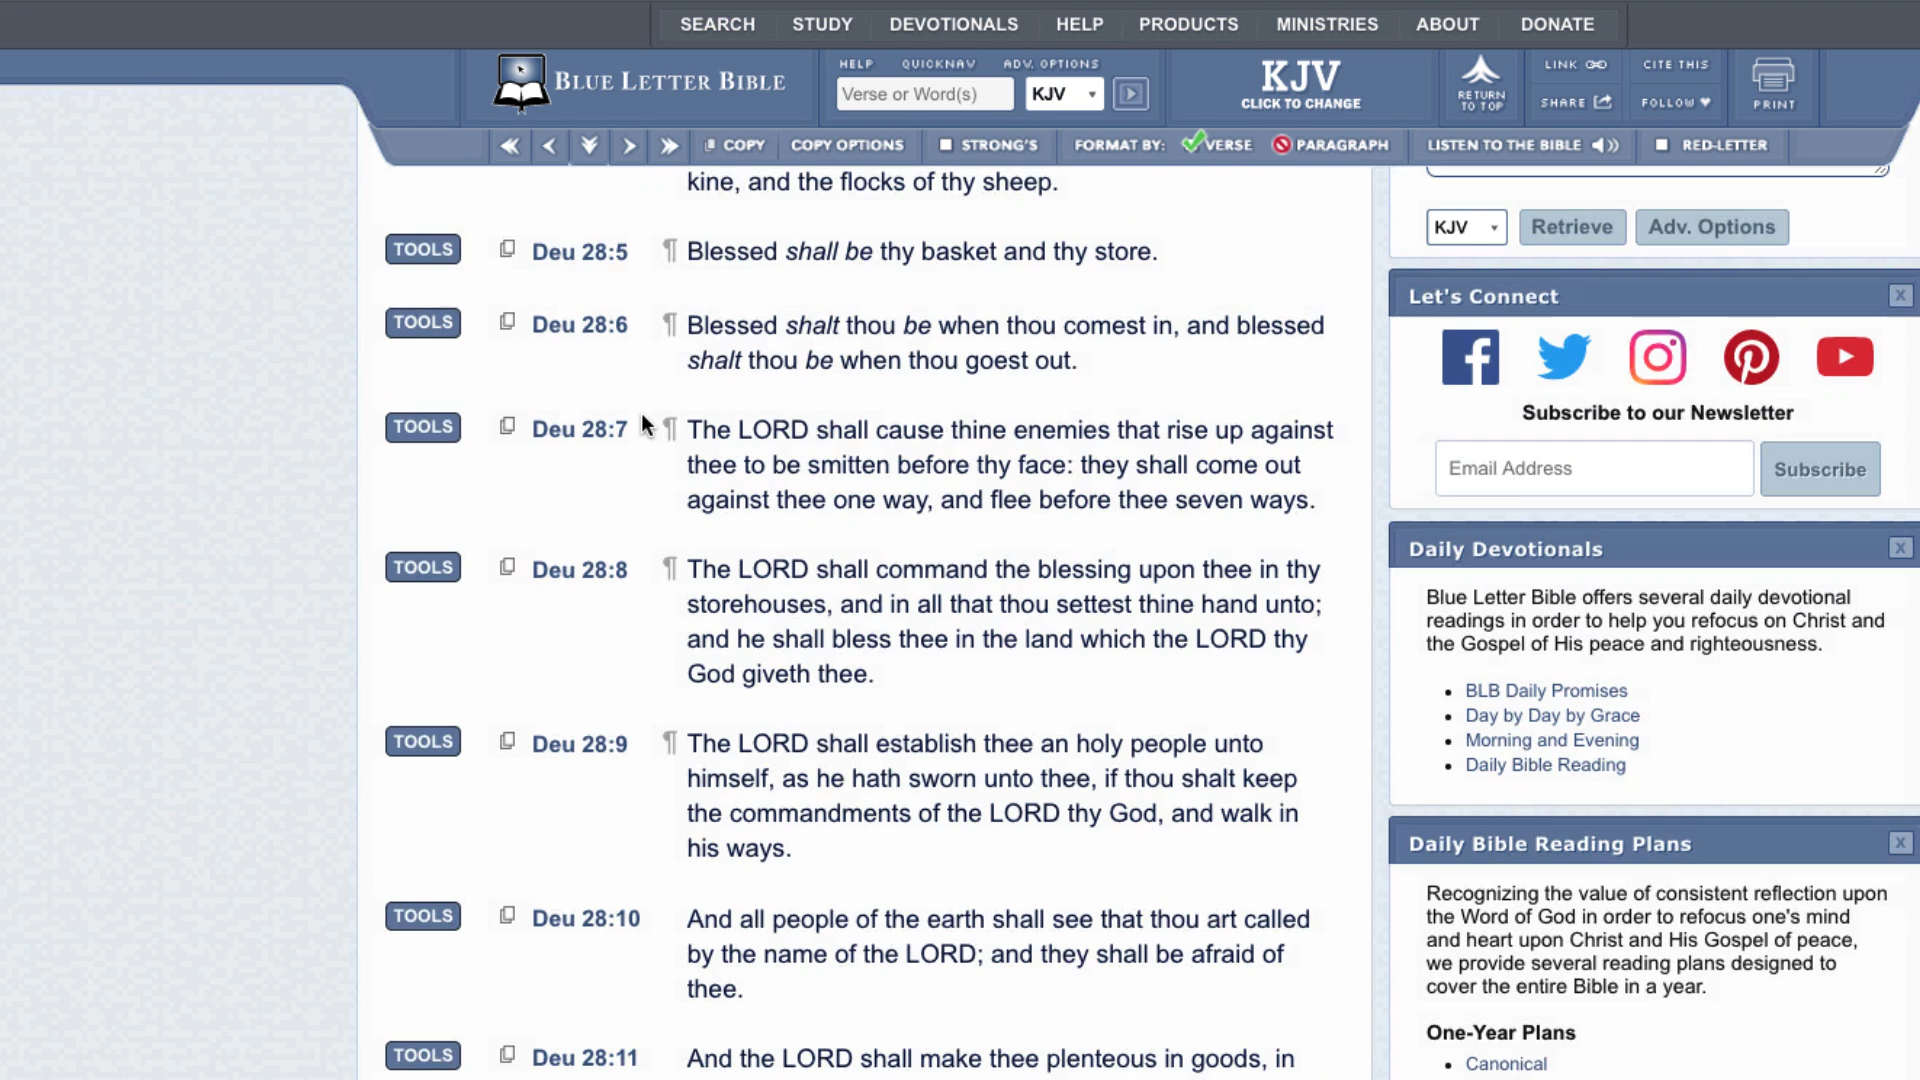 SEARCH STUDY DEVOTIONALS HELP PRODUCTS MINISTRIES ABOUT DONATE
BLUE LETTER BIBLE
HELP QUICKNAV ADV. OPTIONS
Verse or Word(s) KJV
KJV
CLICK TO CHANGE
RETURN
TO TOP
LINK
SHARE
CITE THIS
FOLLOW
PRINT
COPY COPY OPTIONS STRONG'S FORMAT BY: VERSE PARAGRAPH LISTEN TO THE BIBLE RED-LETTER
kine, and the flocks of thy sheep.
TOOLS Deu 28:5 ¶ Blessed shall be thy basket and thy store.
TOOLS Deu 28:6 ¶ Blessed shalt thou be when thou comest in, and blessed
shalt thou be when thou goest out.
TOOLS Deu 28:7 ¶ The LORD shall cause thine enemies that rise up against
thee to be smitten before thy face: they shall come out
against thee one way, and flee before thee seven ways.
TOOLS Deu 28:8 ¶ The LORD shall command the blessing upon thee in thy
storehouses, and in all that thou settest thine hand unto;
and he shall bless thee in the land which the LORD thy
God giveth thee.
TOOLS Deu 28:9 ¶ The LORD shall establish thee an holy people unto
himself, as he hath sworn unto thee, if thou shalt keep
the commandments of the LORD thy God, and walk in
his ways.
TOOLS Deu 28:10 And all people of the earth shall see that thou art called
by the name of the LORD; and they shall be afraid of
thee.
TOOLS Deu 28:11 And the LORD shall make thee plenteous in goods, in
KJV Retrieve Adv. Options
Let's Connect X
Subscribe to our Newsletter
Email Address Subscribe
Daily Devotionals X
Blue Letter Bible offers several daily devotional
readings in order to help you refocus on Christ and
the Gospel of His peace and righteousness.
• BLB Daily Promises
• Day by Day by Grace
• Morning and Evening
• Daily Bible Reading
Daily Bible Reading Plans X
Recognizing the value of consistent reflection upon
the Word of God in order to refocus one's mind
and heart upon Christ and His Gospel of peace,
we provide several reading plans designed to
cover the entire Bible in a year.
One-Year Plans
• Canonical